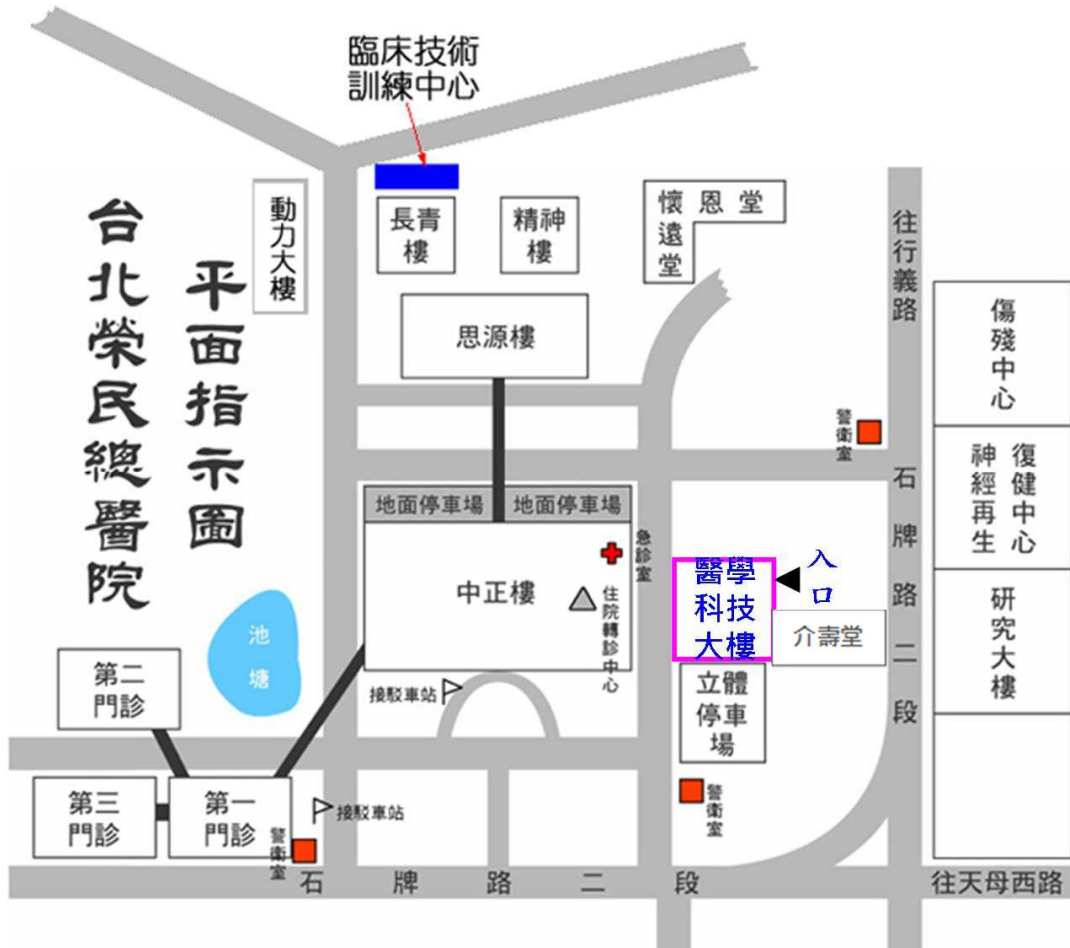 臨床技術
訓練中心
台北榮民總醫院
平面指示圖
動力大樓
長青
樓
精神
樓
懷恩堂
遠堂
往行義路
思源樓
傷殘中心
警衛室
地面停車場
地面停車場
石牌路二段
復健中心
神經再生
急診室
中正樓
住院轉診中心
醫學
科技
大樓
入口
介壽堂
研究大樓
池塘
第二
門診
接駁車站
立體
停車
場
第三
門診
第一
門診
接駁車站
警衛室
警衛室
石牌路二段
往天母西路